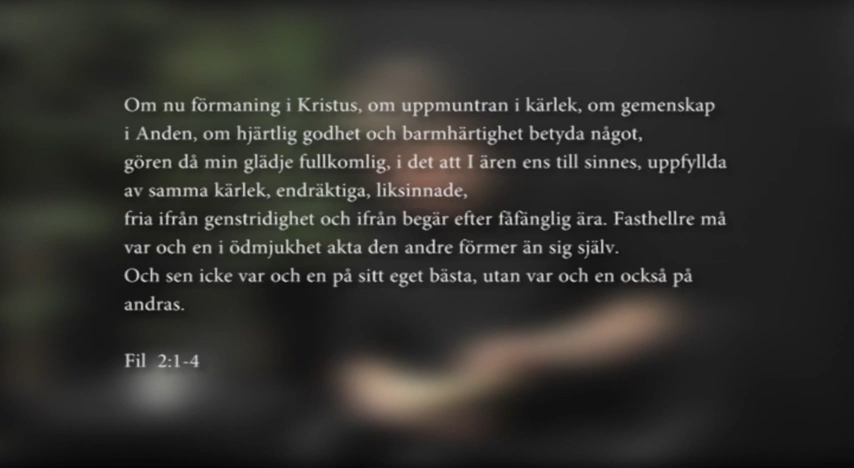 Om nu förmaning i Kristus, om uppmuntran i kärlek, om gemenskap
i Anden, om hjärtlig godhet och barmhärtighet betyda något,
gören då min glädje fullkomlig, i det att I ären ens till sinnes, uppfyllda
av samma kärlek, endräktiga, liksinnade,
fria ifrån genstridighet och ifrån begär efter fåfänglig ära. Fasthellre må
var och en i ödmjukhet akta den andre förmer än sig själv.
Och sen icke var och en på sitt eget bästa, utan var och en också på
andras.
Fil 2:1-4